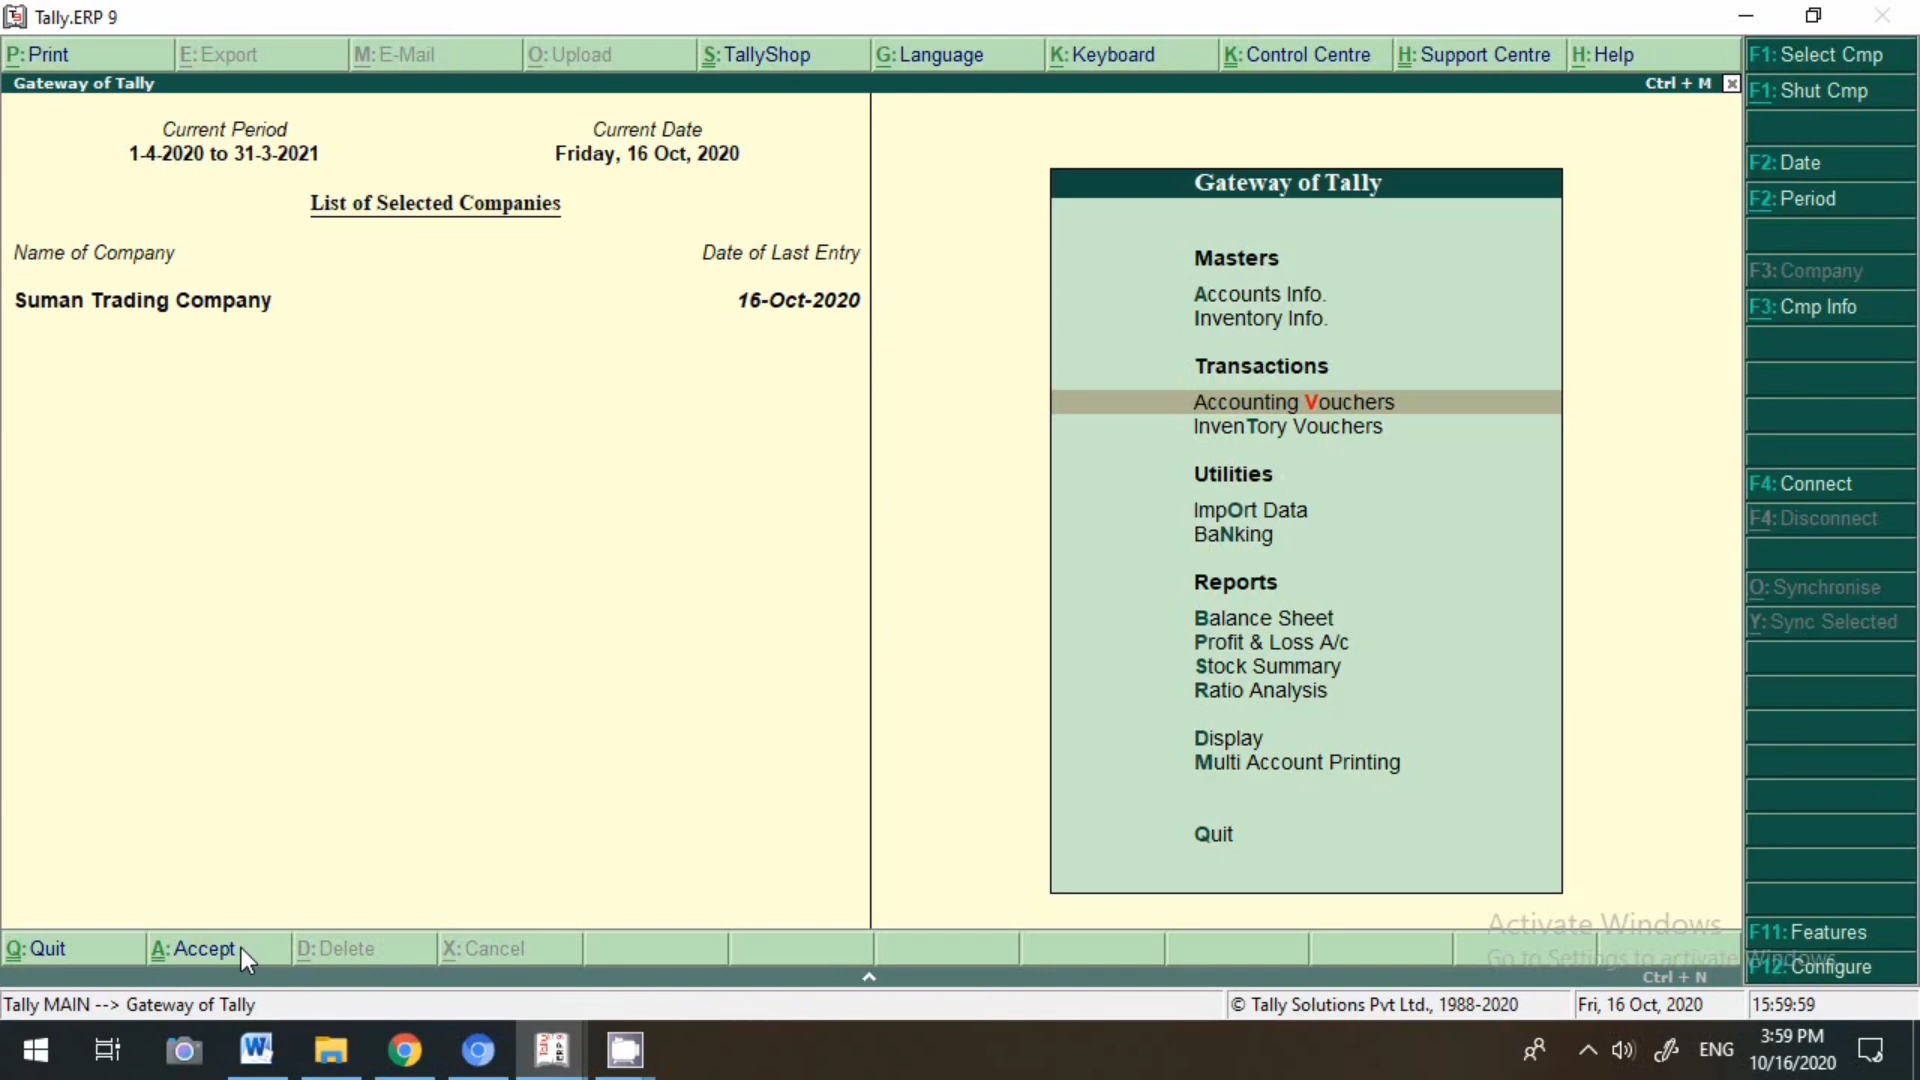 Tally.ERP 9
P: Print
E: Export
M: E-Mail
O: Upload
S: TallyShop
G: Language
K: Keyboard
K: Control Centre
H: Support Centre
H: Help
Gateway of Tally
Ctrl + M
Current Period
1-4-2020 to 31-3-2021
Current Date
Friday, 16 Oct, 2020
List of Selected Companies
Name of Company
Date of Last Entry
Suman Trading Company
16-Oct-2020
Gateway of Tally
Masters
Accounts Info.
Inventory Info.
Transactions
Accounting Vouchers
InvenTory Vouchers
Utilities
ImpOrt Data
BaNking
Reports
Balance Sheet
Profit & Loss A/c
Stock Summary
Ratio Analysis
Display
Multi Account Printing
Quit
F1: Select Cmp
F1: Shut Cmp
F2: Date
F2: Period
F3: Company
F3: Cmp Info
F4: Connect
F4: Disconnect
O: Synchronise
Y: Sync Selected
F11: Features
F12: Configure
Activate Windows
Go to Settings to activate Windows.
Q: Quit
A: Accept
D: Delete
X: Cancel
Ctrl + N
Tally MAIN --> Gateway of Tally
© Tally Solutions Pvt Ltd., 1988-2020
Fri, 16 Oct, 2020
15:59:59
ENG
3:59 PM
10/16/2020